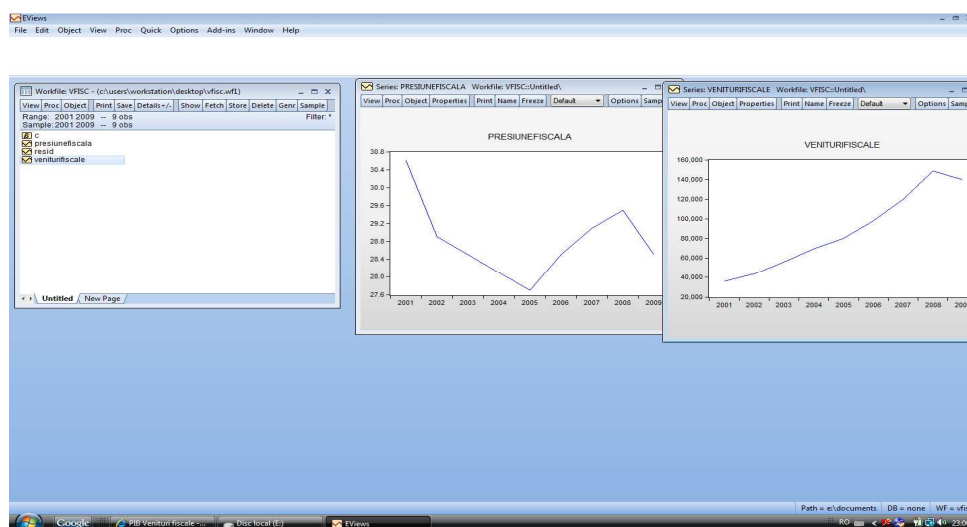 EViews
File Edit Object View Proc Quick Options Add-ins Window Help
Workfile: VFISC - (c:\users\workstation\desktop\vfisc.wf1)
View Proc Object Print Save Details+/- Show Fetch Store Delete Genr Sample
Range: 2001 2009 -- 9 obs Filter: *
Sample: 2001 2009 -- 9 obs
c
presiunefiscala
resid
veniturifiscale
Untitled New Page
Series: PRESIUNEFISCALA Workfile: VFISC::Untitled\
View Proc Object Properties Print Name Freeze Default Options Samp
PRESIUNEFISCALA
30.8
30.4
30.0
29.6
29.2
28.8
28.4
28.0
27.6
2001 2002 2003 2004 2005 2006 2007 2008 2009
Series: VENITURIFISCALE Workfile: VFISC::Untitled\
View Proc Object Properties Print Name Freeze Default Options Sam
VENITURIFISCALE
160,000
140,000
120,000
100,000
80,000
60,000
40,000
20,000
2001 2002 2003 2004 2005 2006 2007 2008 200
Path = e:\documents DB = none WF = vfis
Google PIB Venituri fiscale -... Disc local (E:) EViews RO 23:0